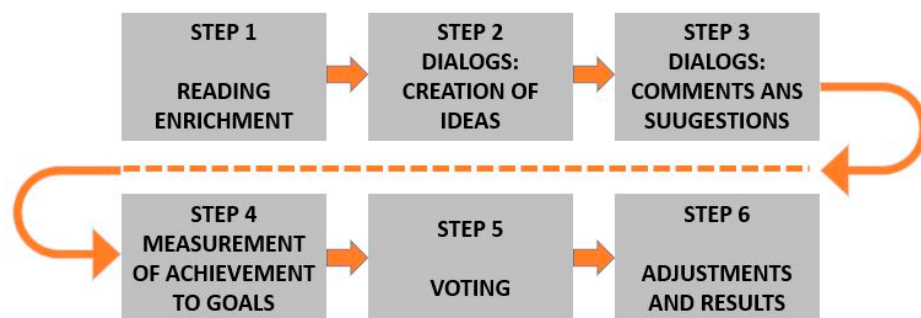 STEP 1
READING
ENRICHMENT
STEP 2
DIALOGS:
CREATION OF
IDEAS
STEP 3
DIALOGS:
COMMENTS ANS
SUUGESTIONS
STEP 4
MEASUREMENT
OF ACHIEVEMENT
TO GOALS
STEP 5
VOTING
STEP 6
ADJUSTMENTS
AND RESULTS